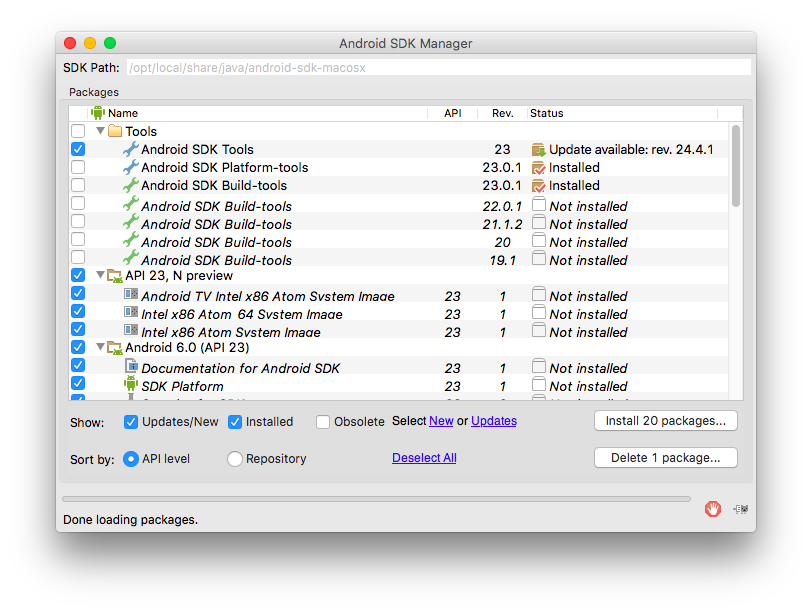 Android SDK Manager
SDK Path: /opt/local/share/java/android-sdk-macosx
Packages
Name API Rev. Status
Tools
Android SDK Tools 23 Update available: rev. 24.4.1
Android SDK Platform-tools 23.0.1 Installed
Android SDK Build-tools 23.0.1 Installed
Android SDK Build-tools 22.0.1 Not installed
Android SDK Build-tools 21.1.2 Not installed
Android SDK Build-tools 20 Not installed
Android SDK Build-tools 19.1 Not installed
API 23, N preview
Android TV Intel x86 Atom System Image 23 1 Not installed
Intel x86 Atom_64 System Image 23 1 Not installed
Intel x86 Atom System Image 23 1 Not installed
Android 6.0 (API 23)
Documentation for Android SDK 23 1 Not installed
SDK Platform 23 1 Not installed
Show: Updates/New Installed Obsolete Select New or Updates Install 20 packages...
Sort by: API level Repository Deselect All Delete 1 package...
Done loading packages.